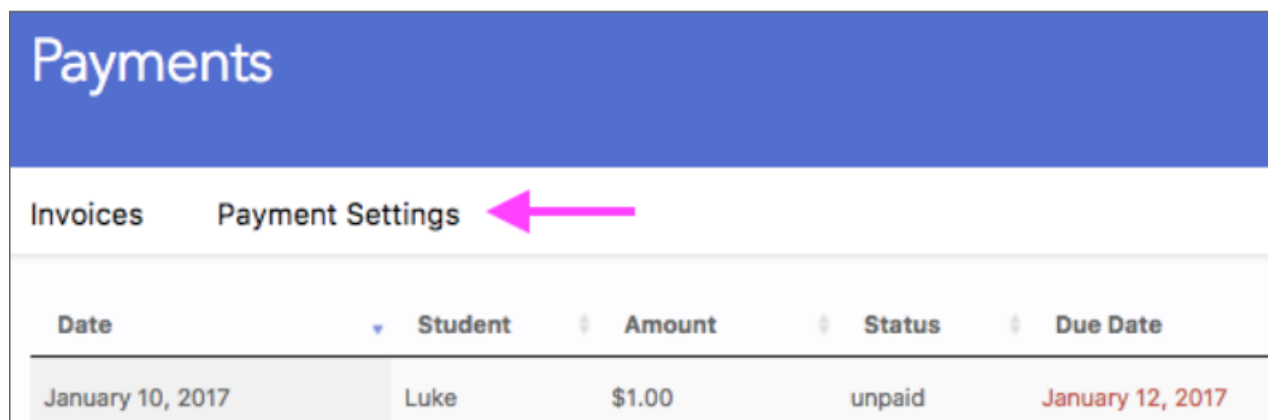 Payments
Invoices Payment Settings
Date Student Amount Status Due Date
January 10, 2017 Luke $1.00 unpaid January 12, 2017